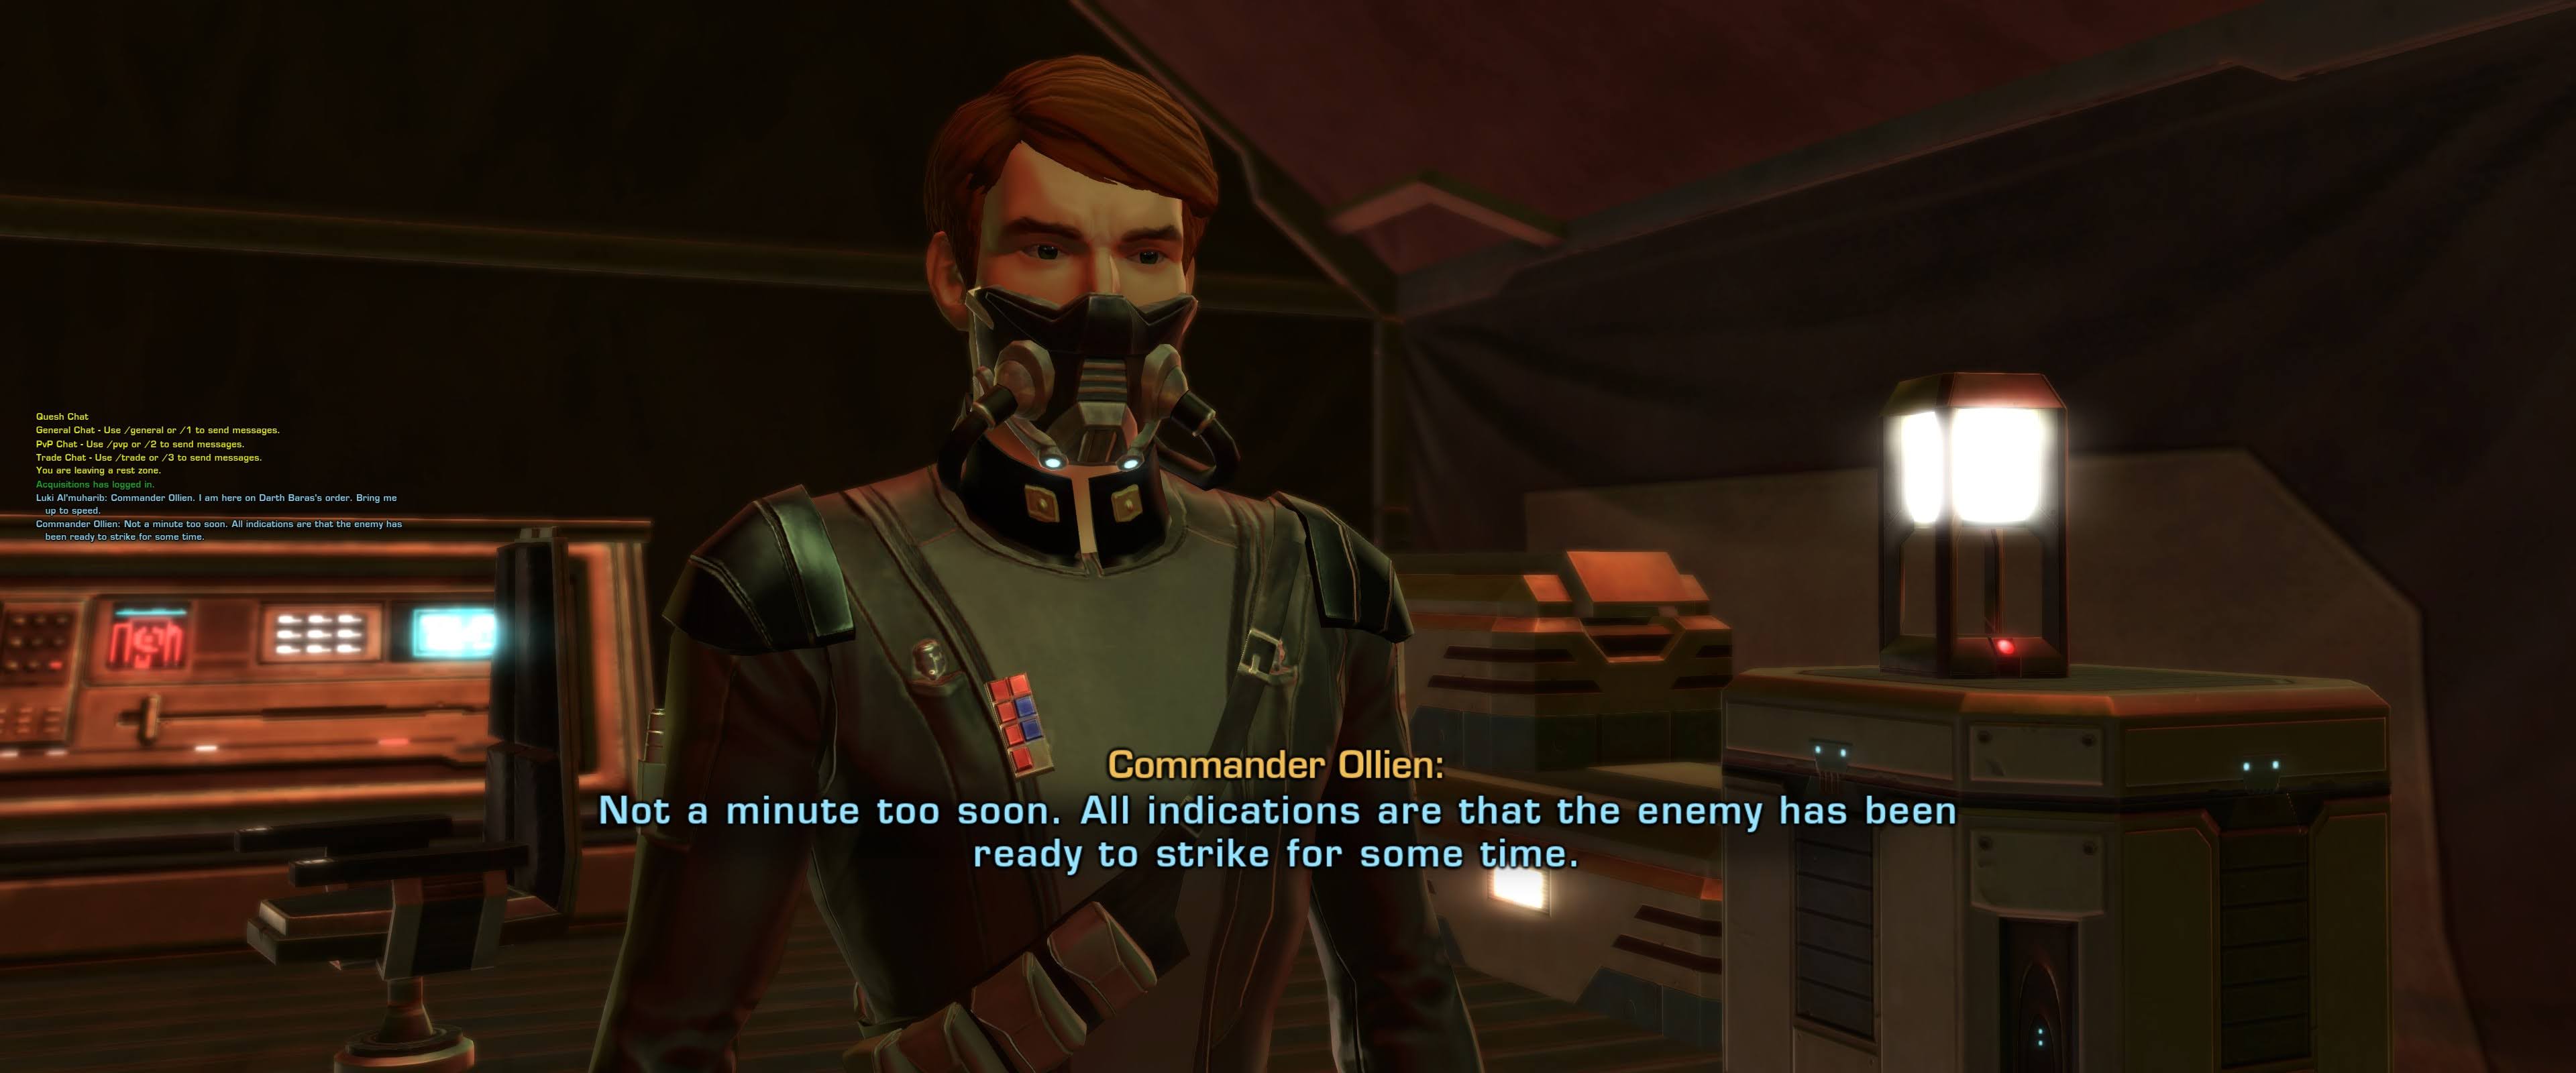 Quesh Chat
General Chat - Use /general or /1 to send messages.
PvP Chat - Use /pvp or /2 to send messages.
Trade Chat - Use /trade or /3 to send messages.
You are leaving a rest zone.
Acquisitions has logged in.
Luki Al'muharib: Commander Ollien. I am here on Darth Baras's order. Bring me
up to speed.
Commander Ollien: Not a minute too soon. All indications are that the enemy has
been ready to strike for some time.
Commander Ollien:
Not a minute too soon. All indications are that the enemy has been
ready to strike for some time.